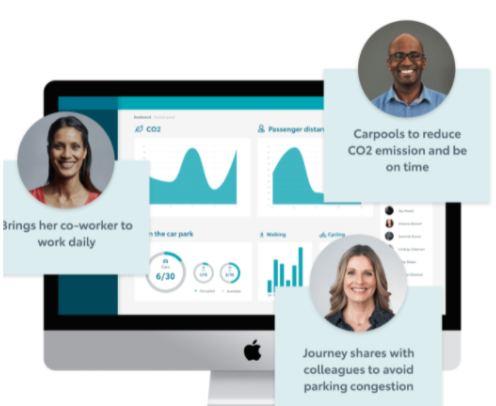 CO2
Passenger distan
Carpools to reduce
CO2 emission and be
on time
Brings her co-worker to
work daily
n the car park
Walking
Cycling
Cars
6/30
Journey shares with
colleagues to avoid
parking congestion